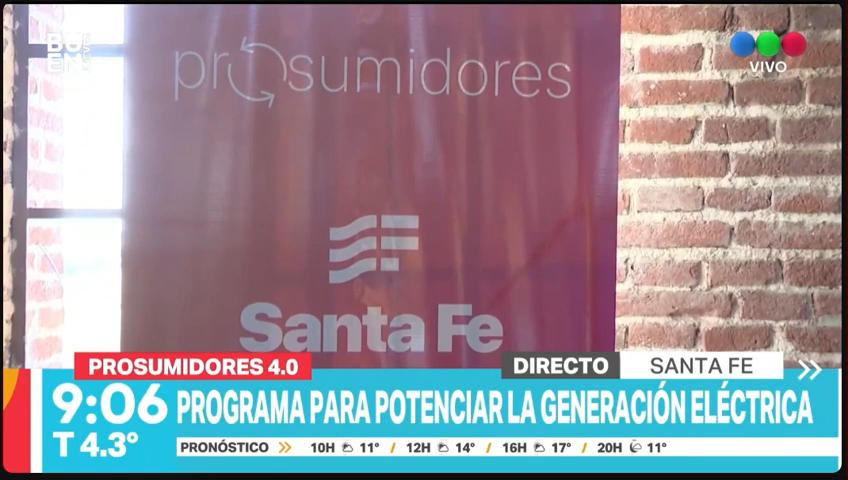 VIVO
prosumidores
Santa Fe
PROSUMIDORES 4.0
DIRECTO SANTA FE
9:06 PROGRAMA PARA POTENCIAR LA GENERACIÓN ELÉCTRICA
T 4.3°
PRONÓSTICO 10H 11° / 12H 14° / 16H 17° / 20H 11°